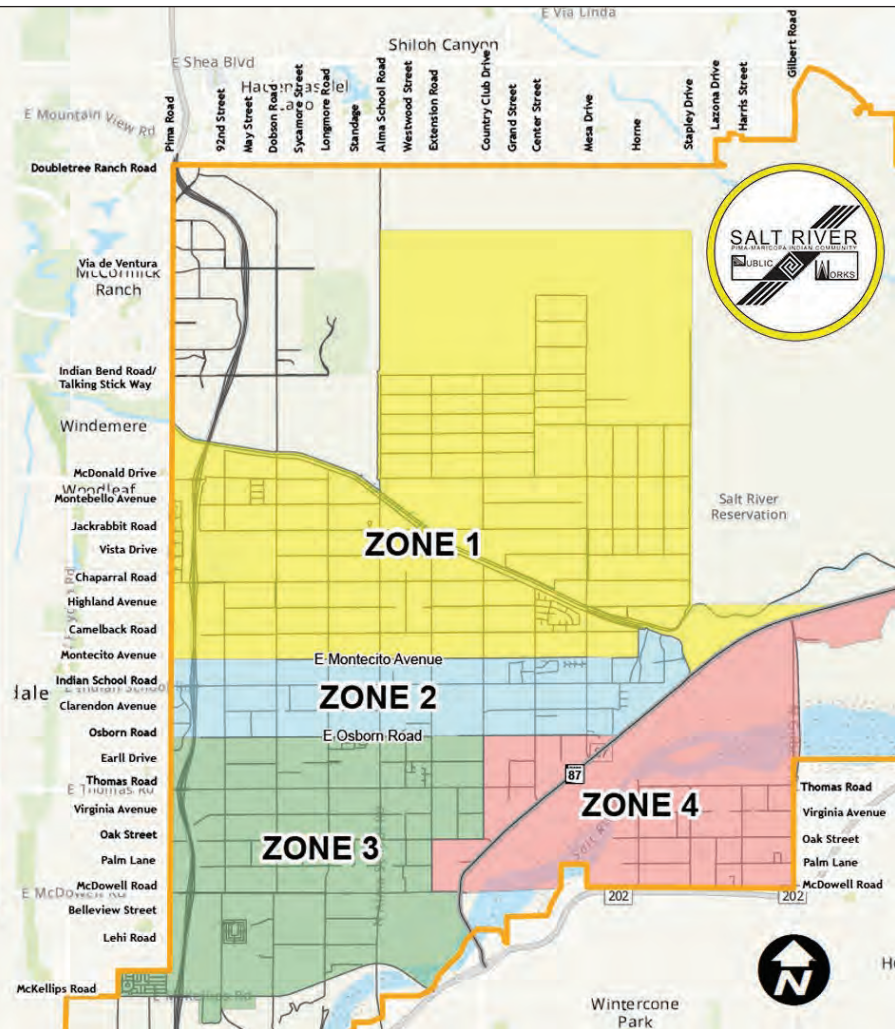 E Via Linda
Shiloh Canyon
E Shea Blvd
E Mountain View Rd
Pima Road
92nd Street
May Street
Dobson Road
Sycamore Street
Longmore Road
Standage
Alma School Road
Westwood Street
Extension Road
Country Club Drive
Grand Street
Center Street
Mesa Drive
Horne
Stapley Drive
Lazona Drive
Harris Street
Gilbert Road
Doubletree Ranch Road
SALT RIVER
PIMA-MARICOPA INDIAN COMMUNITY
PUBLIC WORKS
Via de Ventura
McCormick
Ranch
Indian Bend Road/
Talking Stick Way
Windemere
McDonald Drive
Woodleaf
Montebello Avenue
Jackrabbit Road
Vista Drive
Chaparral Road
Highland Avenue
Camelback Road
Montecito Avenue
Indian School Road
Clarendon Avenue
Osborn Road
Earll Drive
Thomas Road
E Thomas Rd
Virginia Avenue
Oak Street
Palm Lane
McDowell Road
E McDowell Rd
Belleview Street
Lehi Road
McKellips Road
E McKellips Rd
Salt River
Reservation
ZONE 1
E Montecito Avenue
ZONE 2
E Osborn Road
87
ZONE 4
ZONE 3
Thomas Road
Virginia Avenue
Oak Street
Palm Lane
McDowell Road
202
202
N
Wintercone
Park